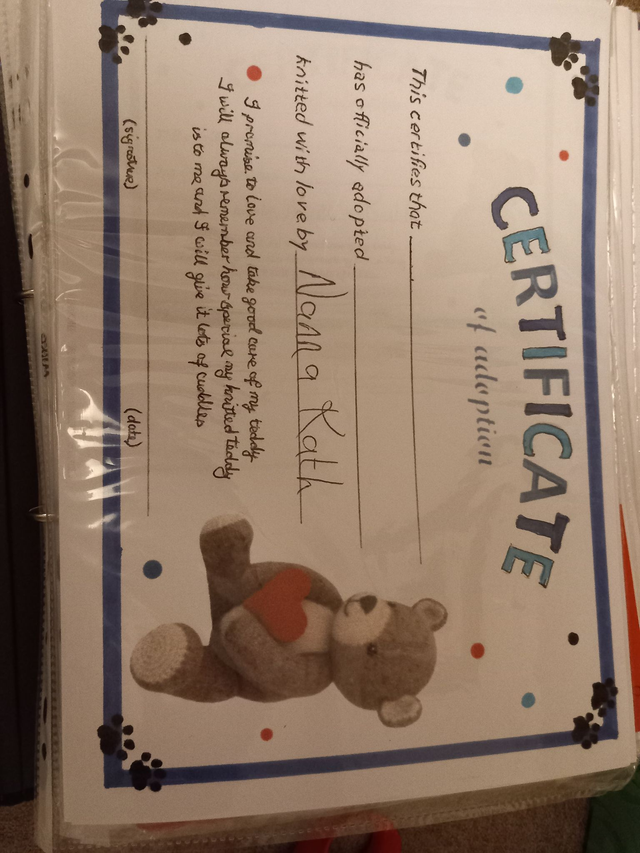 CERTIFICATE
of adoption
This certifies that
has officially adopted
knitted with love by Nanna Kath
I promise to love and take good care of my teddy
I will always remember how special my knitted teddy
is to me and I will give it lots of cuddles
(signature) (date)